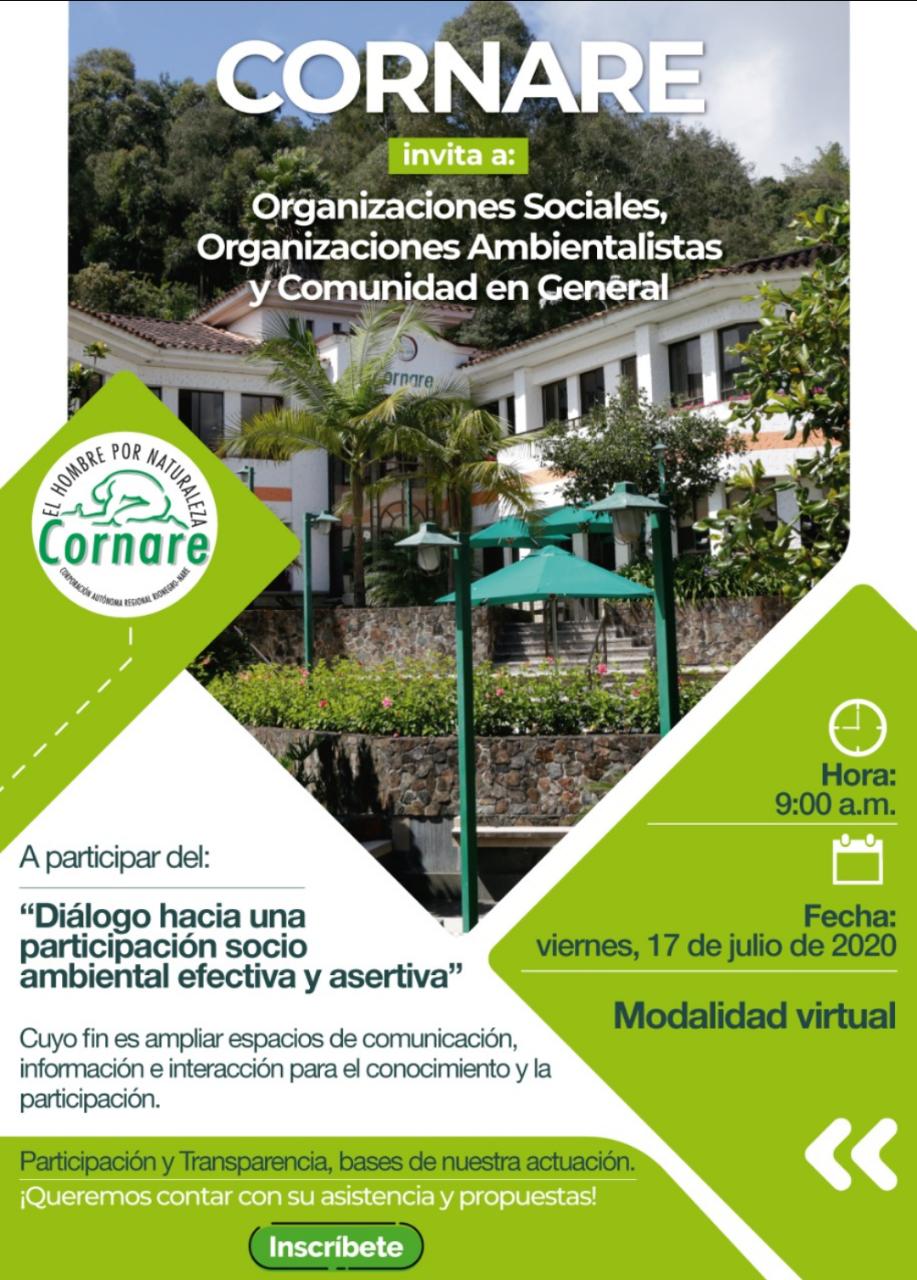 CORNARE
invita a:
Organizaciones Sociales,
Organizaciones Ambientalistas
y Comunidad en General
ornare
EL HOMBRE POR NATURALEZA
Cornare
CORPORACIÓN AUTÓNOMA REGIONAL RIONEGRO-NARE
Hora:
9:00 a.m.
Fecha:
viernes, 17 de julio de 2020
Modalidad virtual
A participar del:
“Diálogo hacia una
participación socio
ambiental efectiva y asertiva”
Cuyo fin es ampliar espacios de comunicación,
información e interacción para el conocimiento y la
participación.
Participación y Transparencia, bases de nuestra actuación.
¡Queremos contar con su asistencia y propuestas!
Inscríbete